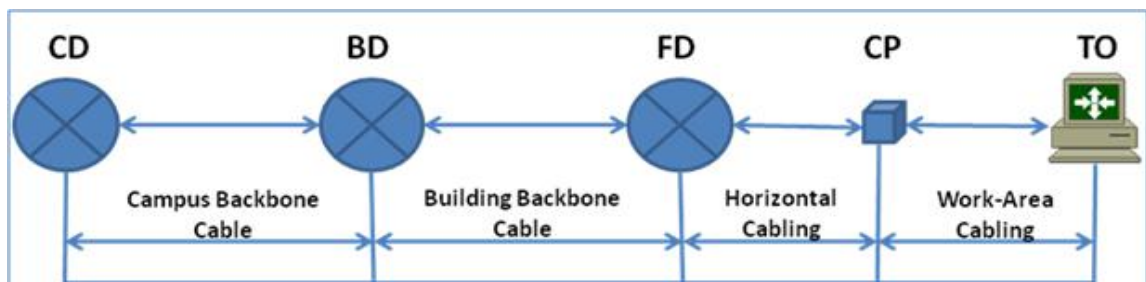 CD BD FD CP TO
Campus Backbone Building Backbone Horizontal Work-Area
Cable Cable Cabling Cabling